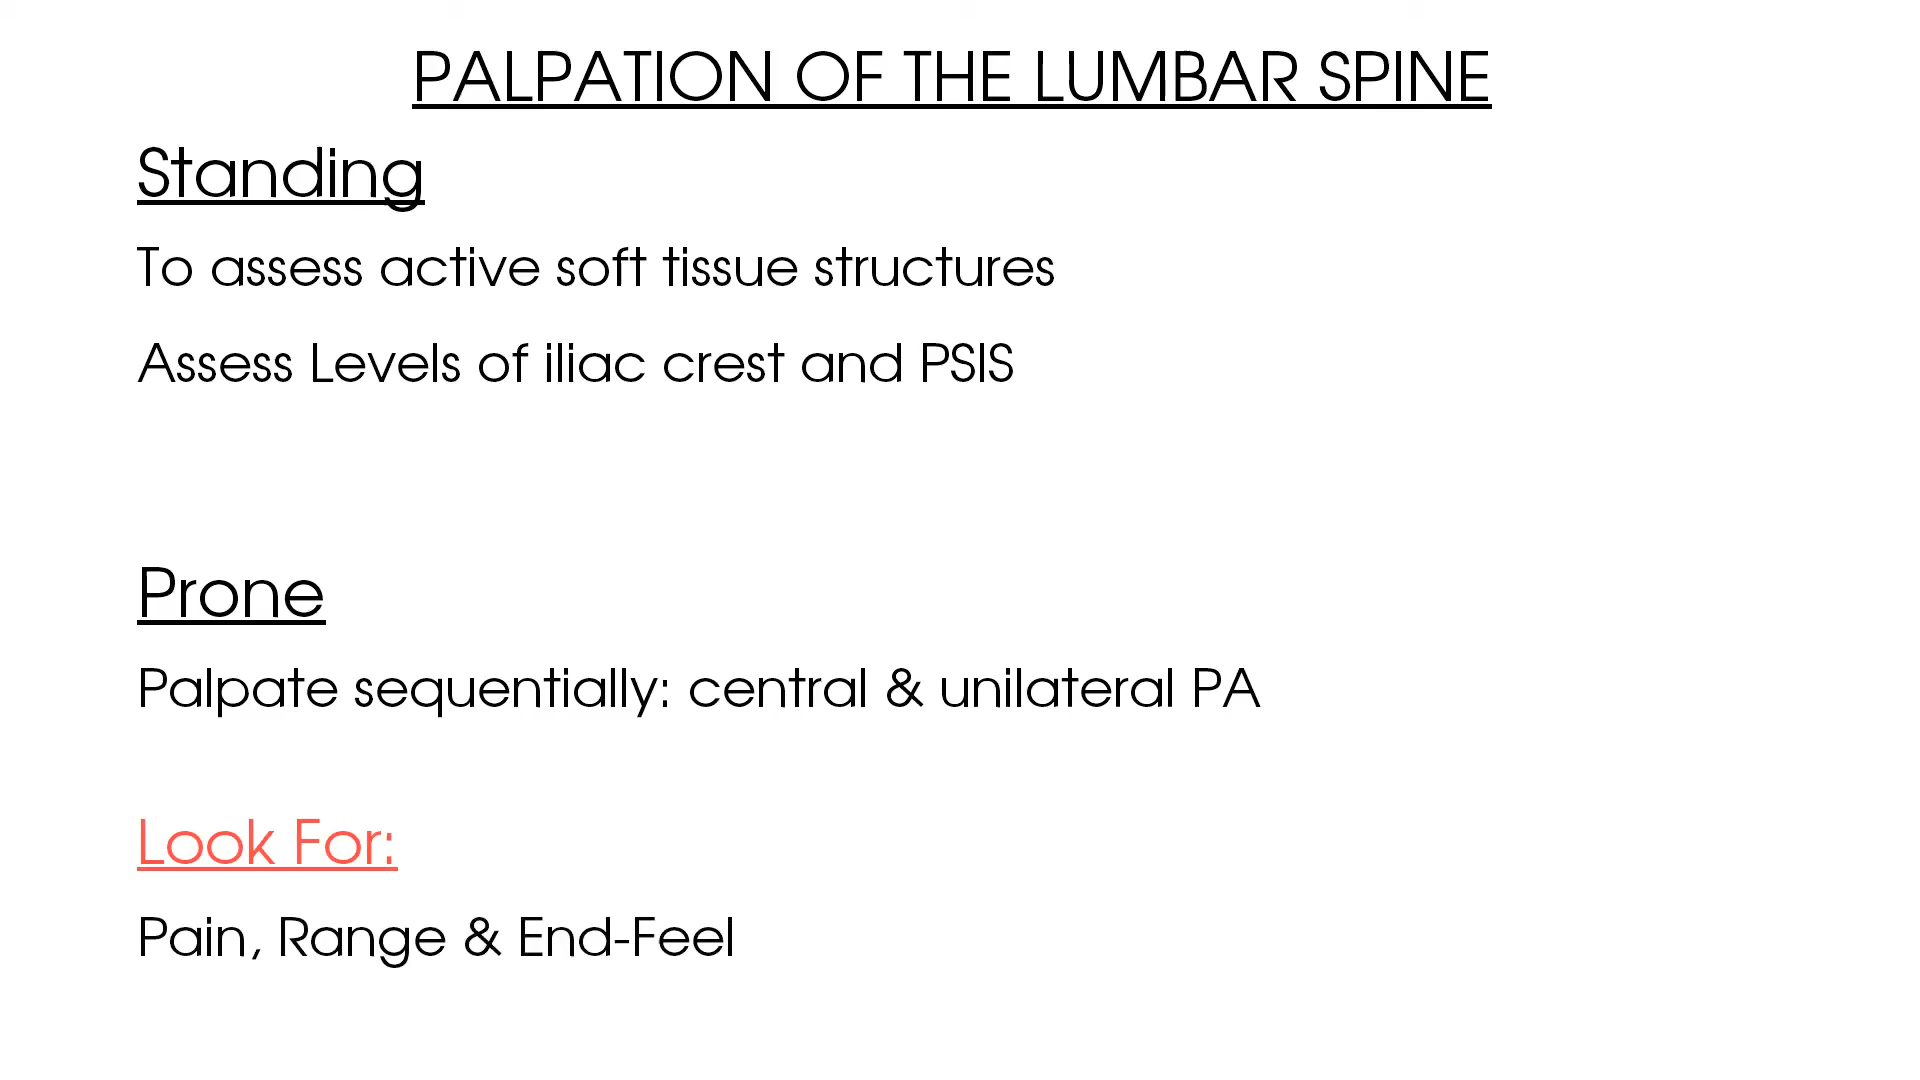 PALPATION OF THE LUMBAR SPINE
Standing
To assess active soft tissue structures
Assess Levels of iliac crest and PSIS
Prone
Palpate sequentially: central & unilateral PA
Look For:
Pain, Range & End-Feel